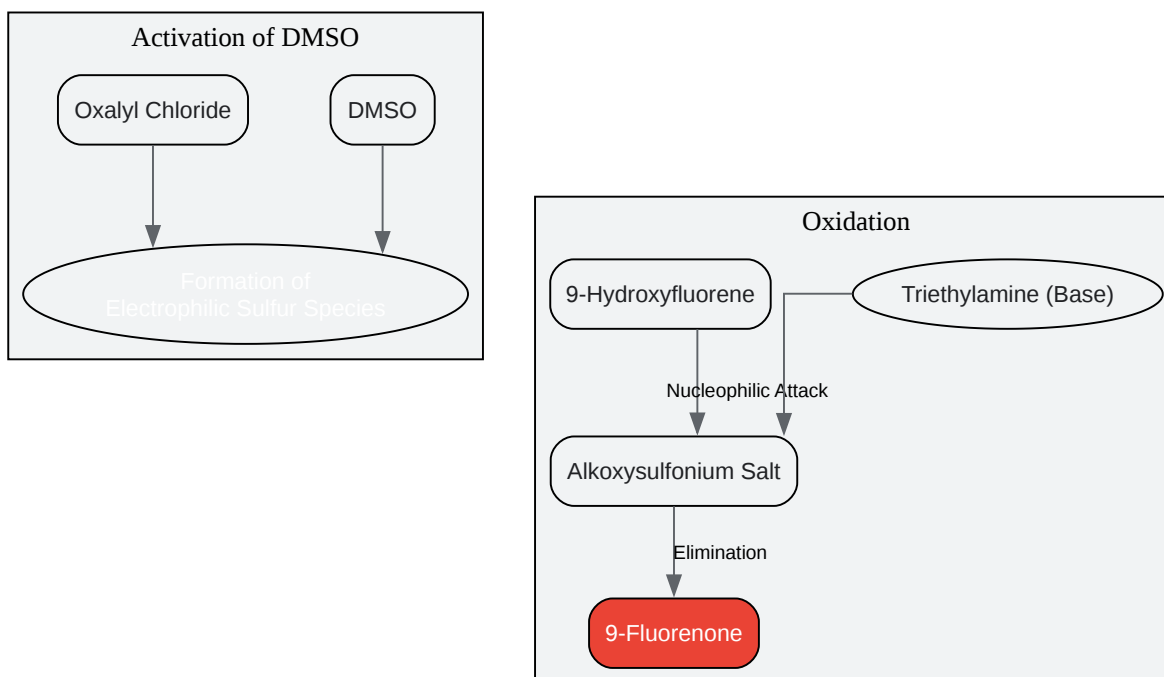 Activation of DMSO
Oxalyl Chloride
DMSO
Formation of
Electrophilic Sulfur Species
Oxidation
9-Hydroxyfluorene
Triethylamine (Base)
Nucleophilic Attack
Alkoxysulfonium Salt
Elimination
9-Fluorenone